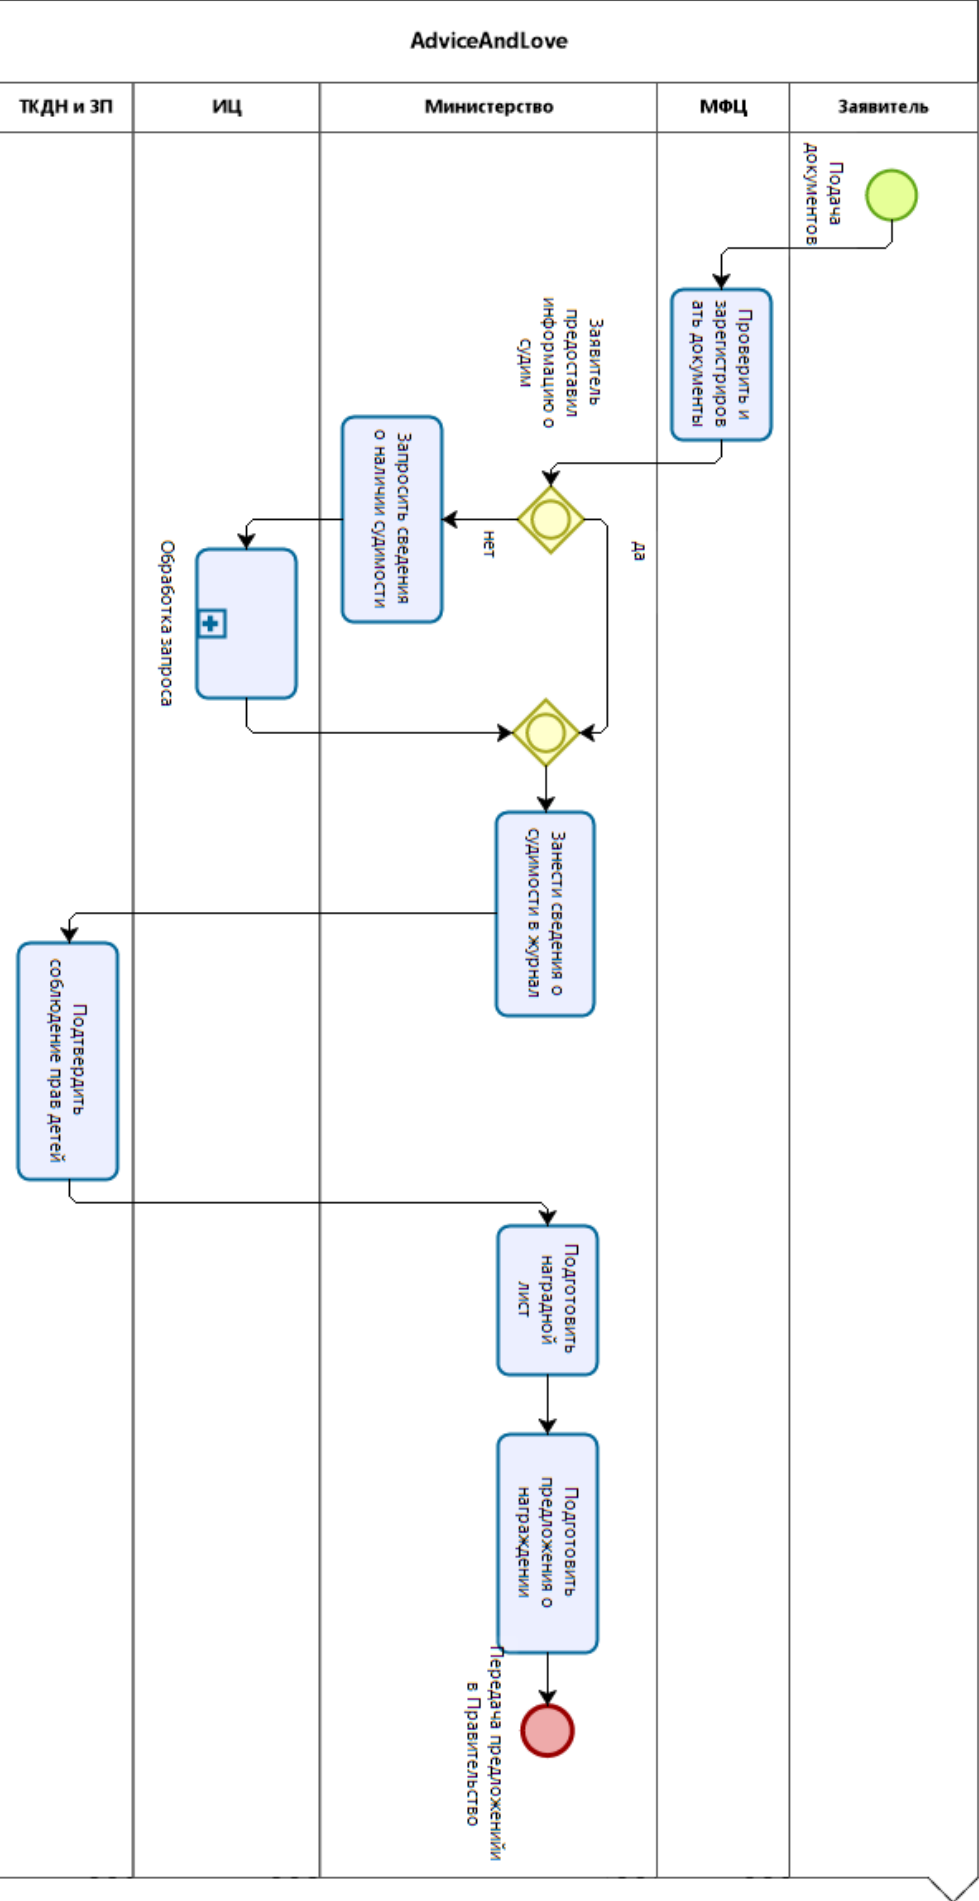 AdviceAndLove
ТКДН и ЗП
ИЦ
Министерство
МФЦ
Заявитель
Подача
документов
Проверить и
зарегистриров
ать документы
Заявитель
предоставил
информацию о
судим
да
нет
Запросить сведения
о наличии судимости
Обработка запроса
Занести сведения о
судимости в журнал
Подтвердить
соблюдение прав детей
Подготовить
наградной
лист
Подготовить
предложения о
награждении
Передача предложенийи
в Правительство